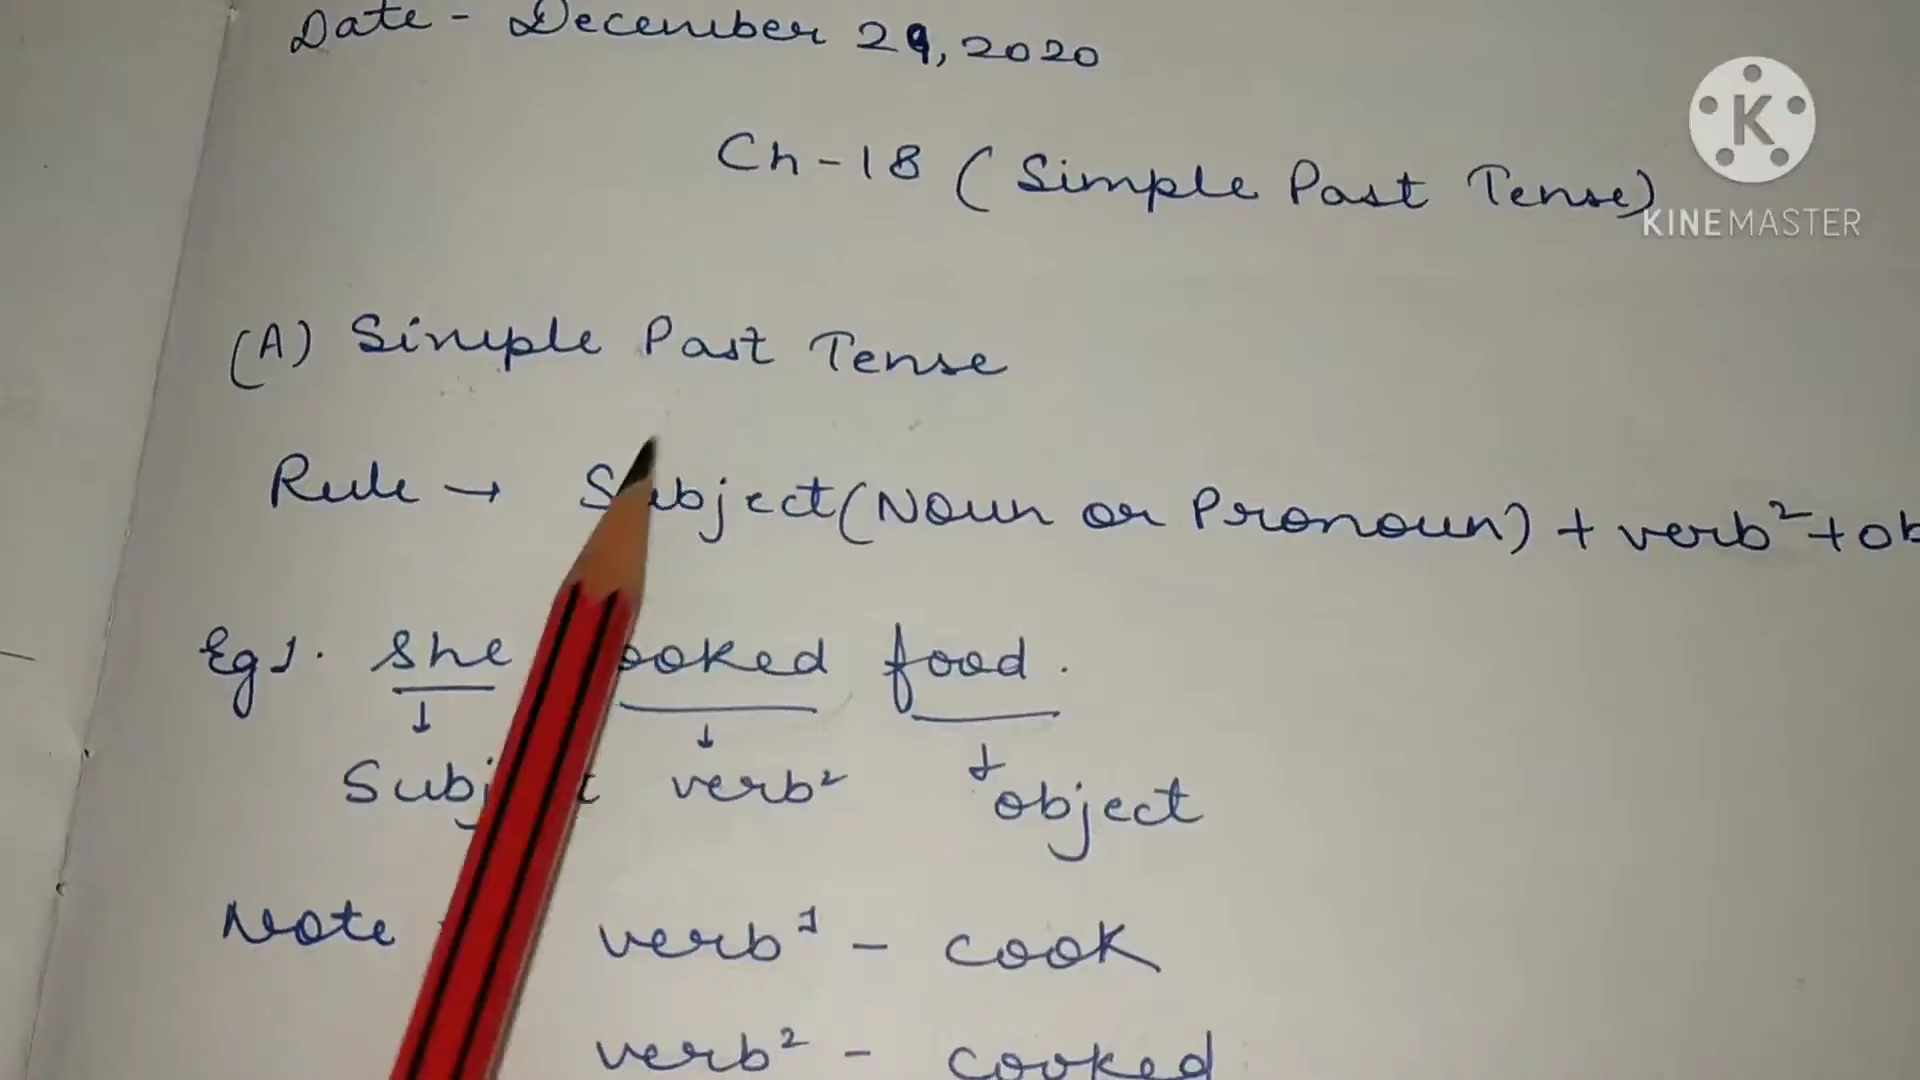 Date - December 29, 2020
Ch-18 (Simple Past Tense)
K
KINEMASTER
(A) Simple Past Tense
Rule → Subject (Noun or Pronoun) + verb² + ob
Eg 1. She cooked food.
↓ ↓ ↓
Subject verb² object
Note verb¹ - cook
verb² - cooked